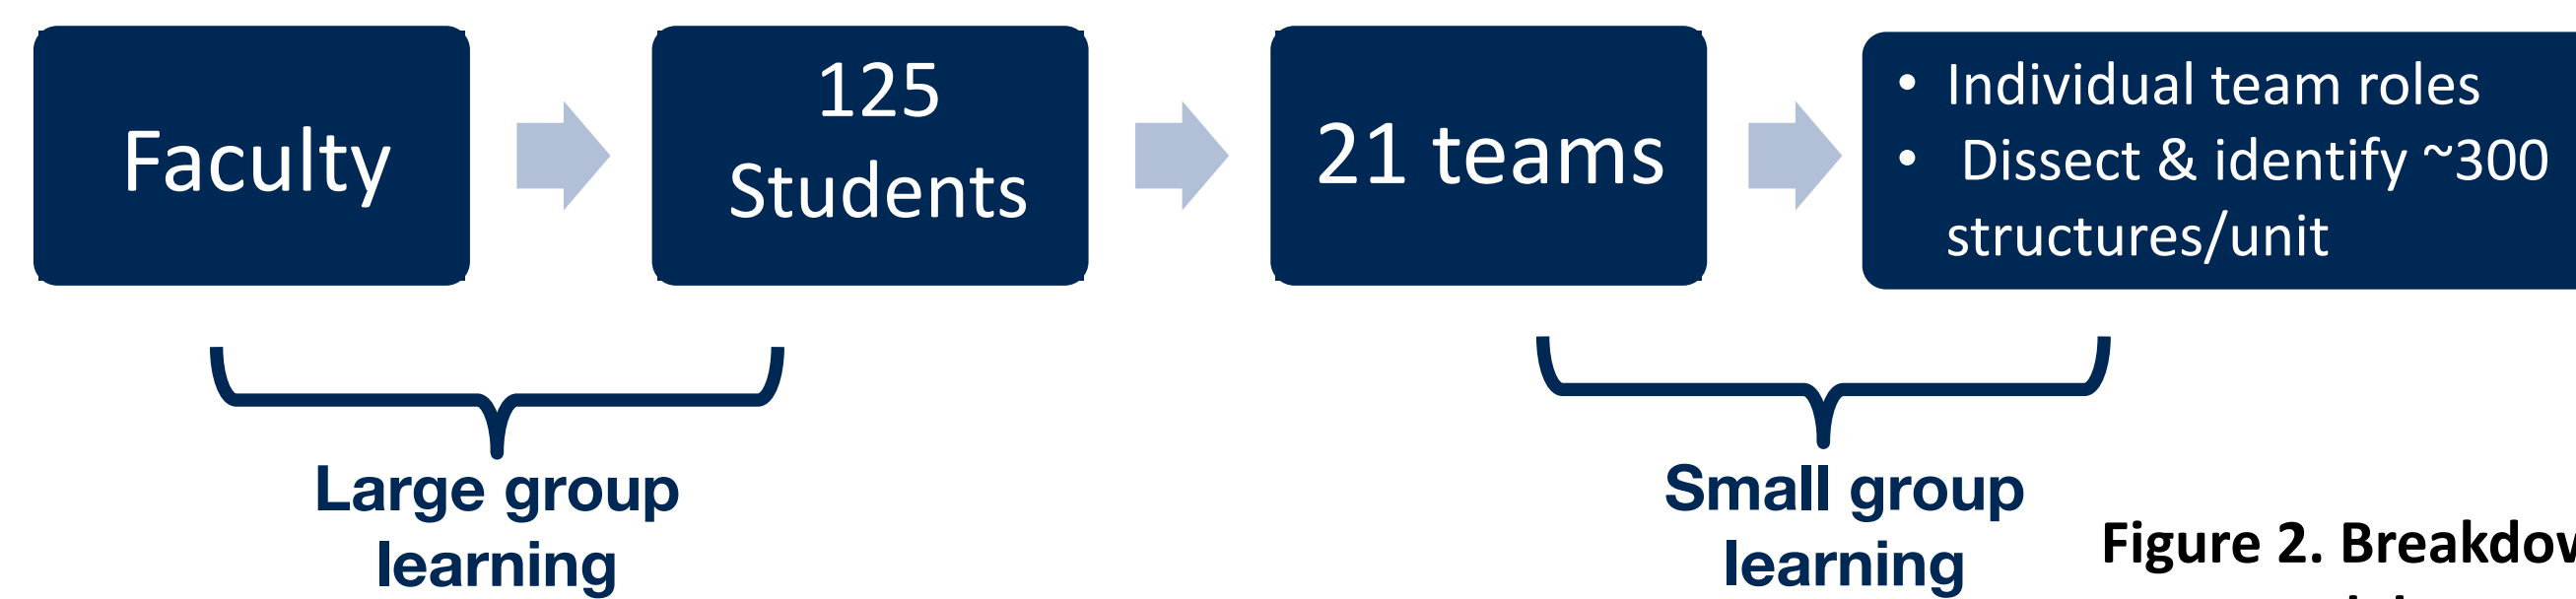 Faculty
125
Students
21 teams
• Individual team roles
• Dissect & identify ~300
structures/unit
Large group
learning
Small group
learning
Figure 2.